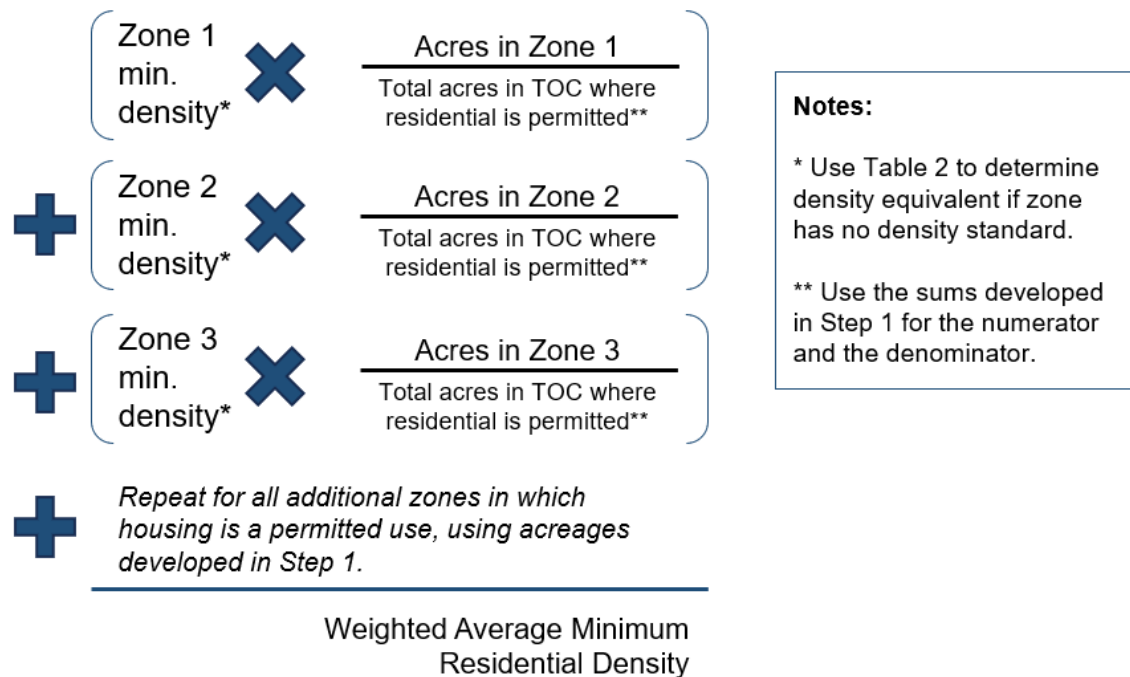 Zone 1
min.
density*
Acres in Zone 1
Total acres in TOC where
residential is permitted**
Zone 2
min.
density*
Acres in Zone 2
Total acres in TOC where
residential is permitted**
Zone 3
min.
density*
Acres in Zone 3
Total acres in TOC where
residential is permitted**
Repeat for all additional zones in which
housing is a permitted use, using acreages
developed in Step 1.
Weighted Average Minimum
Residential Density
Notes:
* Use Table 2 to determine
density equivalent if zone
has no density standard.
** Use the sums developed
in Step 1 for the numerator
and the denominator.